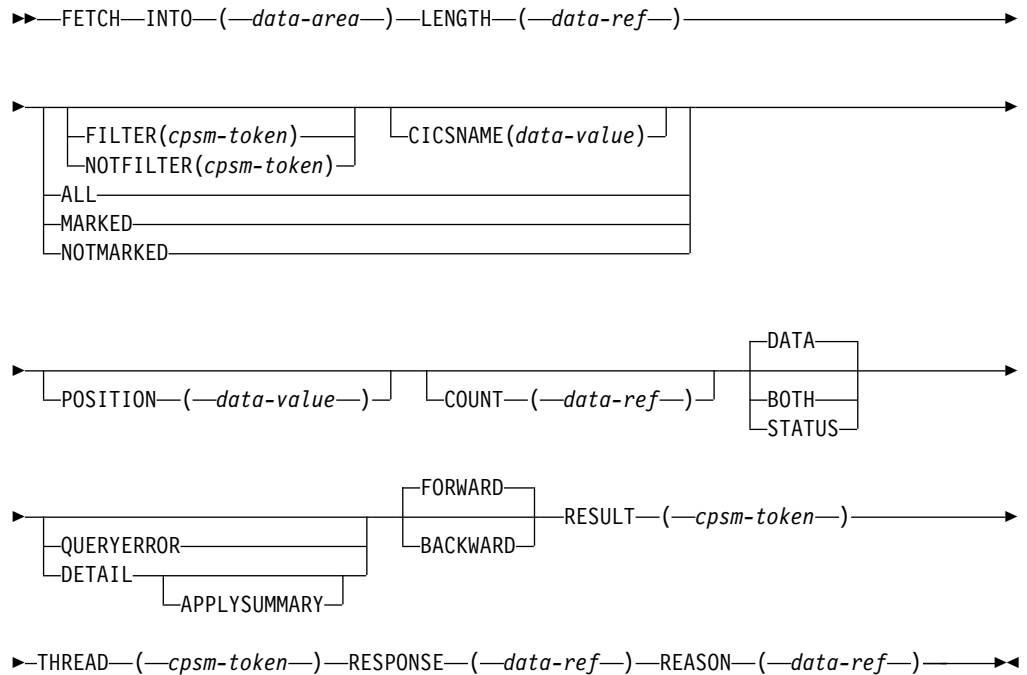 FETCH INTO ( data-area ) LENGTH ( data-ref )
FILTER(cpsm-token) CICSNAME(data-value)
NOTFILTER(cpsm-token)
ALL
MARKED
NOTMARKED
DATA
POSITION ( data-value ) COUNT ( data-ref ) BOTH
STATUS
FORWARD
RESULT ( cpsm-token )
QUERYERROR BACKWARD
DETAIL
APPLYSUMMARY
THREAD ( cpsm-token ) RESPONSE ( data-ref ) REASON ( data-ref )